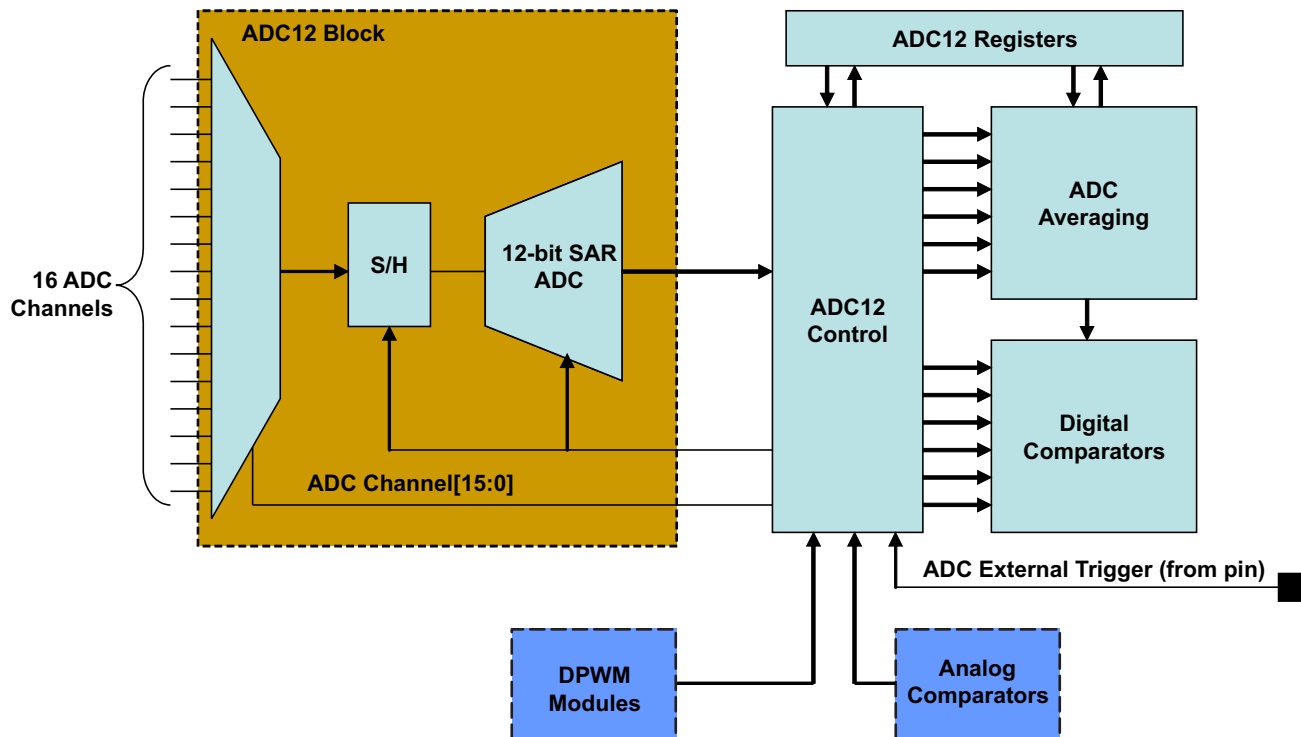 ADC12 Block
ADC12 Registers
16 ADC
Channels
S/H
12-bit SAR
ADC
ADC12
Control
ADC
Averaging
Digital
Comparators
ADC Channel[15:0]
ADC External Trigger (from pin)
DPWM
Modules
Analog
Comparators